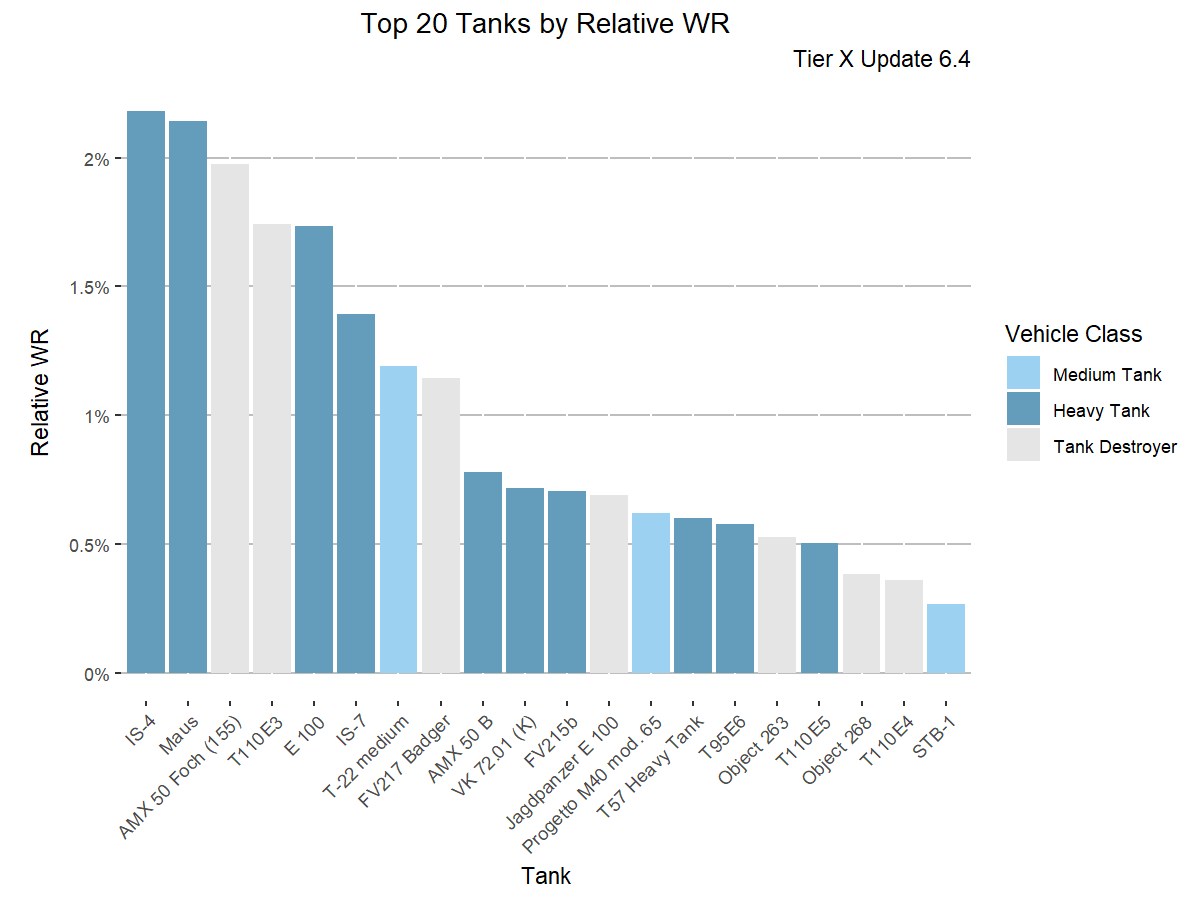 Top 20 Tanks by Relative WR
Tier X Update 6.4
2%
1.5%
1%
0.5%
0%
Relative WR
IS-4
Maus
AMX 50 Foch (155)
T110E3
E 100
IS-7
T-22 medium
FV217 Badger
AMX 50 B
VK 72.01 (K)
FV215b
Jagdpanzer E 100
Progetto M40 mod. 65
T57 Heavy Tank
T95E6
Object 263
T110E5
Object 268
T110E4
STB-1
Tank
Vehicle Class
Medium Tank
Heavy Tank
Tank Destroyer